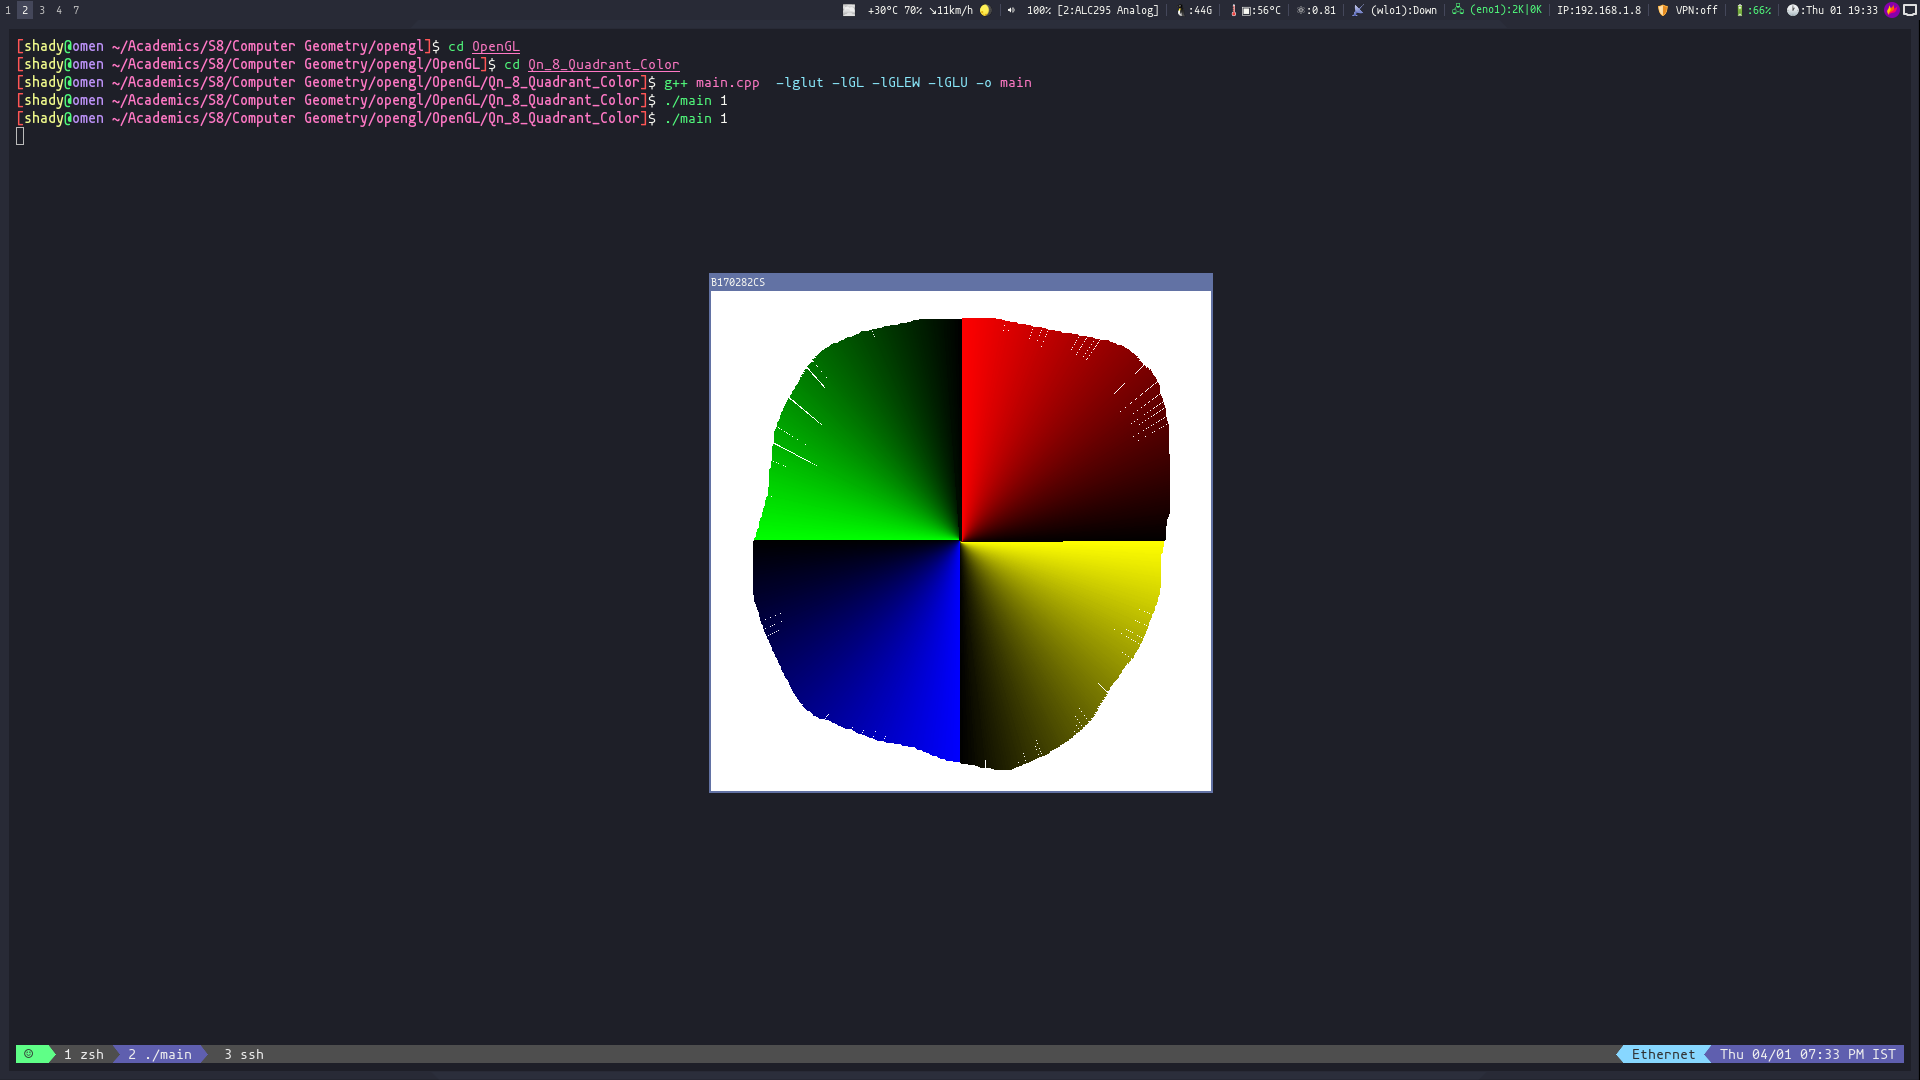 1 2 3 4 7 +30°C 70% ↘11km/h 100% [2:ALC295 Analog] :44G :56°C :0.81 (wlo1):Down (eno1):2K|0K IP:192.168.1.8 VPN:off :66% :Thu 01 19:33
[shady@omen ~/Academics/S8/Computer Geometry/opengl]$ cd OpenGL
[shady@omen ~/Academics/S8/Computer Geometry/opengl/OpenGL]$ cd Qn_8_Quadrant_Color
[shady@omen ~/Academics/S8/Computer Geometry/opengl/OpenGL/Qn_8_Quadrant_Color]$ g++ main.cpp  -lglut -lGL -lGLEW -lGLU -o main
[shady@omen ~/Academics/S8/Computer Geometry/opengl/OpenGL/Qn_8_Quadrant_Color]$ ./main 1
[shady@omen ~/Academics/S8/Computer Geometry/opengl/OpenGL/Qn_8_Quadrant_Color]$ ./main 1
B170282CS
1 zsh 2 ./main 3 ssh Ethernet Thu 04/01 07:33 PM IST